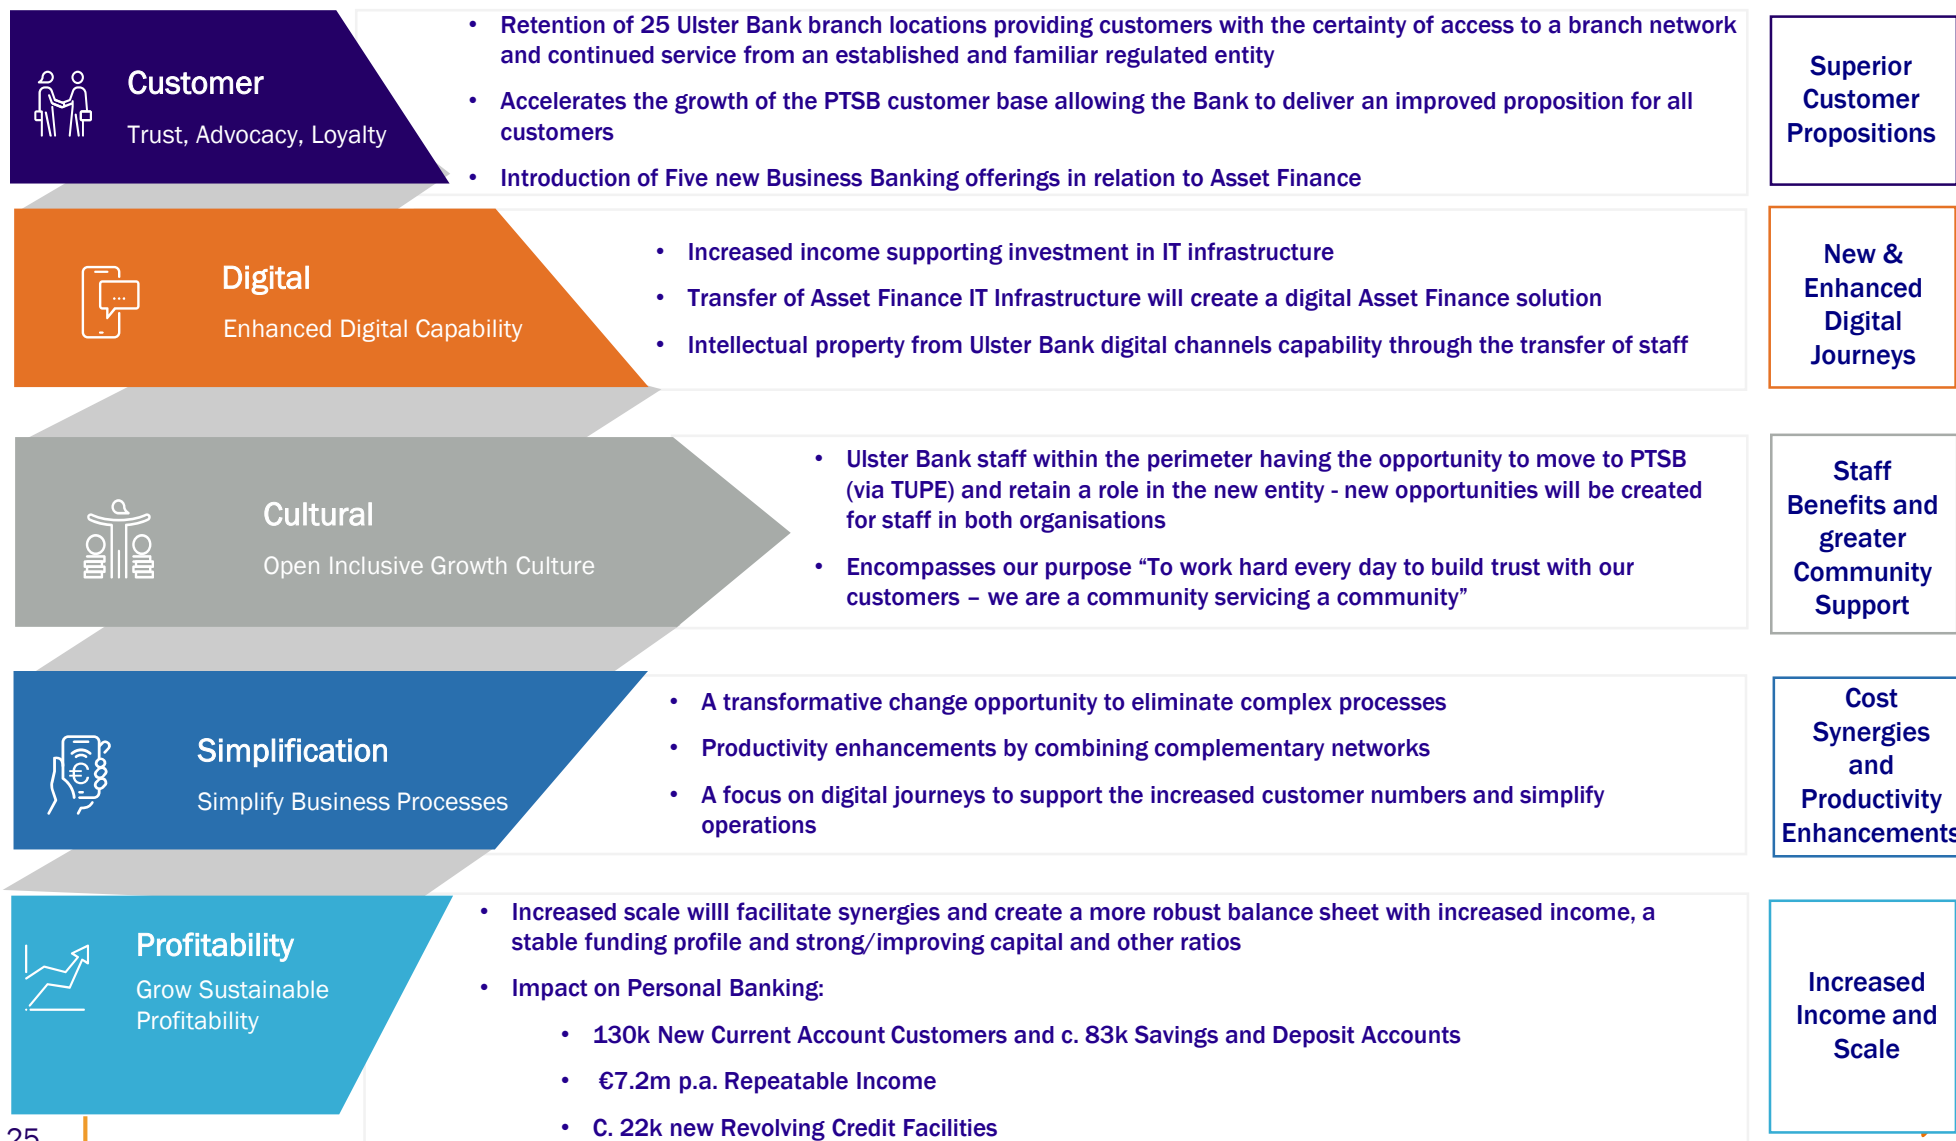 Customer
Trust, Advocacy, Loyalty
• Retention of 25 Ulster Bank branch locations providing customers with the certainty of access to a branch network
and continued service from an established and familiar regulated entity
• Accelerates the growth of the PTSB customer base allowing the Bank to deliver an improved proposition for all
customers
• Introduction of Five new Business Banking offerings in relation to Asset Finance
Superior
Customer
Propositions
Digital
Enhanced Digital Capability
• Increased income supporting investment in IT infrastructure
• Transfer of Asset Finance IT Infrastructure will create a digital Asset Finance solution
• Intellectual property from Ulster Bank digital channels capability through the transfer of staff
New &
Enhanced
Digital
Journeys
Cultural
Open Inclusive Growth Culture
• Ulster Bank staff within the perimeter having the opportunity to move to PTSB
(via TUPE) and retain a role in the new entity - new opportunities will be created
for staff in both organisations
• Encompasses our purpose “To work hard every day to build trust with our
customers – we are a community servicing a community”
Staff
Benefits and
greater
Community
Support
€
Simplification
Simplify Business Processes
• A transformative change opportunity to eliminate complex processes
• Productivity enhancements by combining complementary networks
• A focus on digital journeys to support the increased customer numbers and simplify
operations
Cost
Synergies
and
Productivity
Enhancements
Profitability
Grow Sustainable
Profitability
• Increased scale willl facilitate synergies and create a more robust balance sheet with increased income, a
stable funding profile and strong/improving capital and other ratios
• Impact on Personal Banking:
• 130k New Current Account Customers and c. 83k Savings and Deposit Accounts
• €7.2m p.a. Repeatable Income
• C. 22k new Revolving Credit Facilities
Increased
Income and
Scale
25